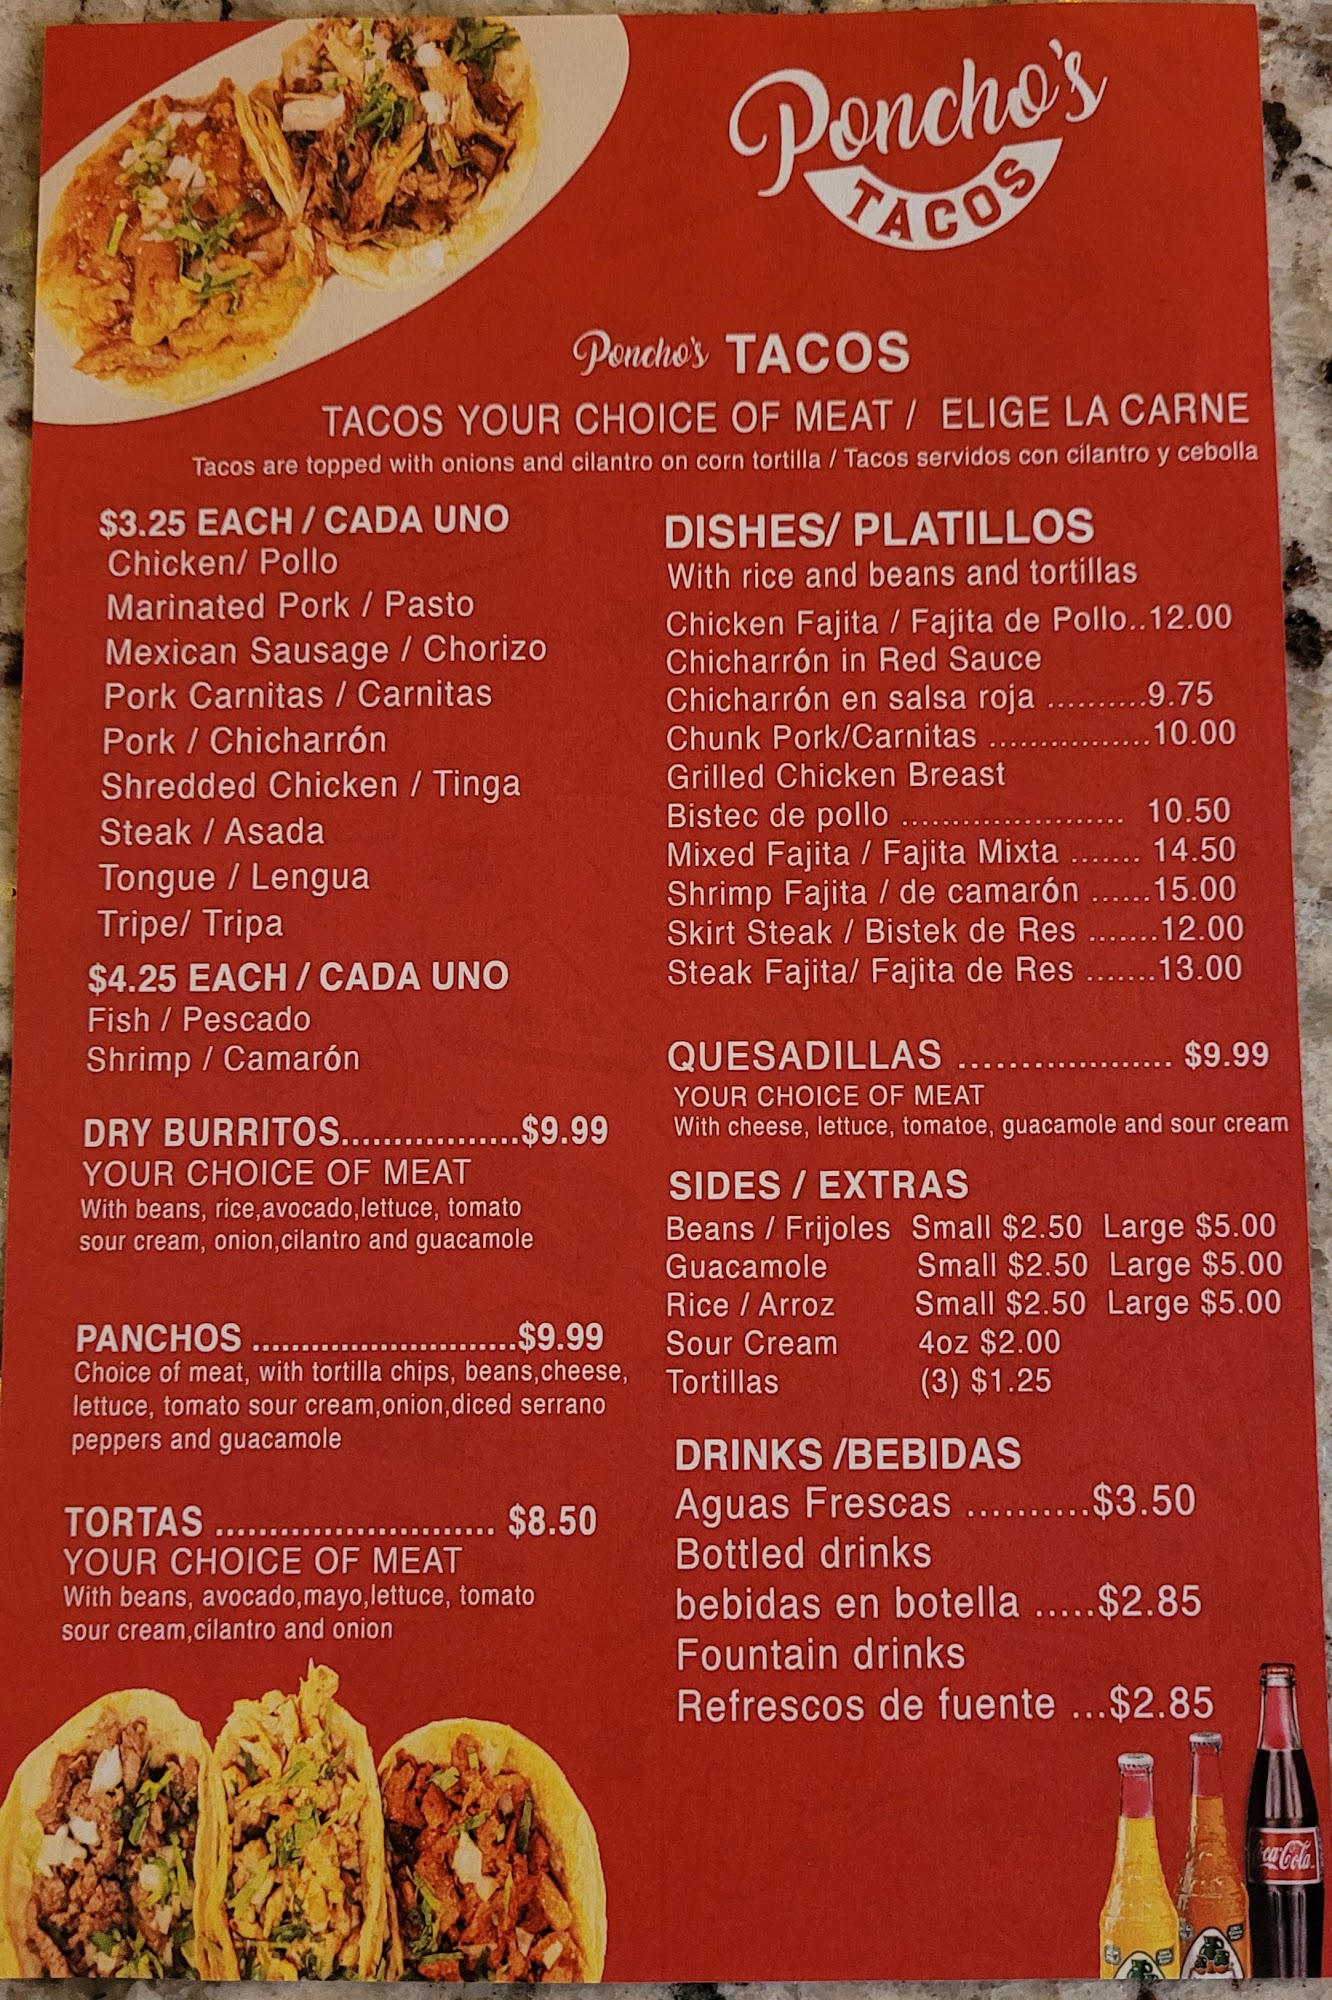 Poncho's
TACOS
Poncho's TACOS
TACOS YOUR CHOICE OF MEAT / ELIGE LA CARNE
Tacos are topped with onions and cilantro on corn tortilla / Tacos servidos con cilantro y cebolla
$3.25 EACH / CADA UNO
Chicken/ Pollo
Marinated Pork / Pasto
Mexican Sausage / Chorizo
Pork Carnitas / Carnitas
Pork / Chicharrón
Shredded Chicken / Tinga
Steak / Asada
Tongue / Lengua
Tripe/ Tripa
$4.25 EACH / CADA UNO
Fish / Pescado
Shrimp / Camarón
DRY BURRITOS.................$9.99
YOUR CHOICE OF MEAT
With beans, rice,avocado,lettuce, tomato
sour cream, onion,cilantro and guacamole
PANCHOS ...........................$9.99
Choice of meat, with tortilla chips, beans,cheese,
lettuce, tomato sour cream,onion,diced serrano
peppers and guacamole
TORTAS .......................... $8.50
YOUR CHOICE OF MEAT
With beans, avocado,mayo,lettuce, tomato
sour cream,cilantro and onion
DISHES/ PLATILLOS
With rice and beans and tortillas
Chicken Fajita / Fajita de Pollo..12.00
Chicharrón in Red Sauce
Chicharrón en salsa roja ..........9.75
Chunk Pork/Carnitas ................10.00
Grilled Chicken Breast
Bistec de pollo ...................... 10.50
Mixed Fajita / Fajita Mixta ....... 14.50
Shrimp Fajita / de camarón ......15.00
Skirt Steak / Bistek de Res .......12.00
Steak Fajita/ Fajita de Res .......13.00
QUESADILLAS .................... $9.99
YOUR CHOICE OF MEAT
With cheese, lettuce, tomatoe, guacamole and sour cream
SIDES / EXTRAS
Beans / Frijoles Small $2.50 Large $5.00
Guacamole Small $2.50 Large $5.00
Rice / Arroz Small $2.50 Large $5.00
Sour Cream 4oz $2.00
Tortillas (3) $1.25
DRINKS /BEBIDAS
Aguas Frescas ..........$3.50
Bottled drinks
bebidas en botella .....$2.85
Fountain drinks
Refrescos de fuente ...$2.85
Coca-Cola